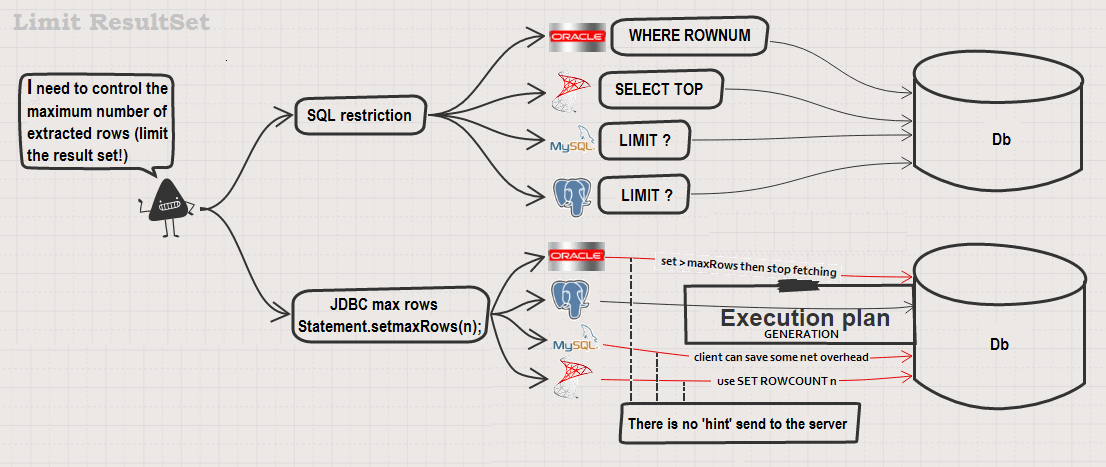 Limit ResultSet
I need to control the
maximum number of
extracted rows (limit
the result set!)
SQL restriction
ORACLE
WHERE ROWNUM
SELECT TOP
MySQL
LIMIT ?
LIMIT ?
Db
JDBC max rows
Statement.setmaxRows(n);
ORACLE
set > maxRows then stop fetching
Execution plan
GENERATION
MySQL
client can save some net overhead
use SET ROWCOUNT n
Db
There is no 'hint' send to the server